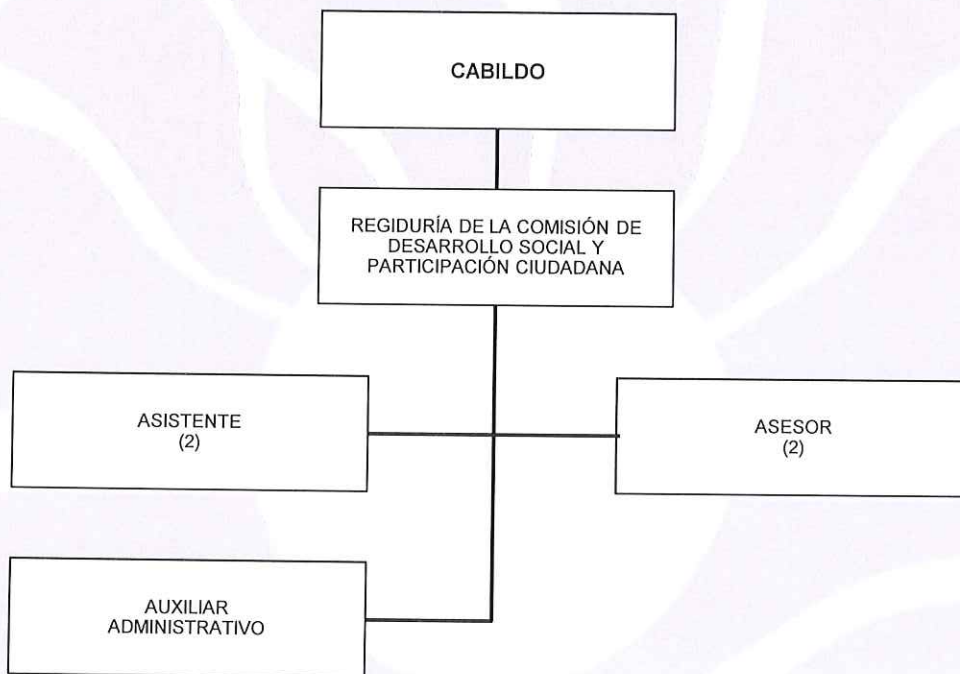 CABILDO
REGIDURÍA DE LA COMISIÓN DE
DESARROLLO SOCIAL Y
PARTICIPACIÓN CIUDADANA
ASISTENTE
(2)
ASESOR
(2)
AUXILIAR
ADMINISTRATIVO